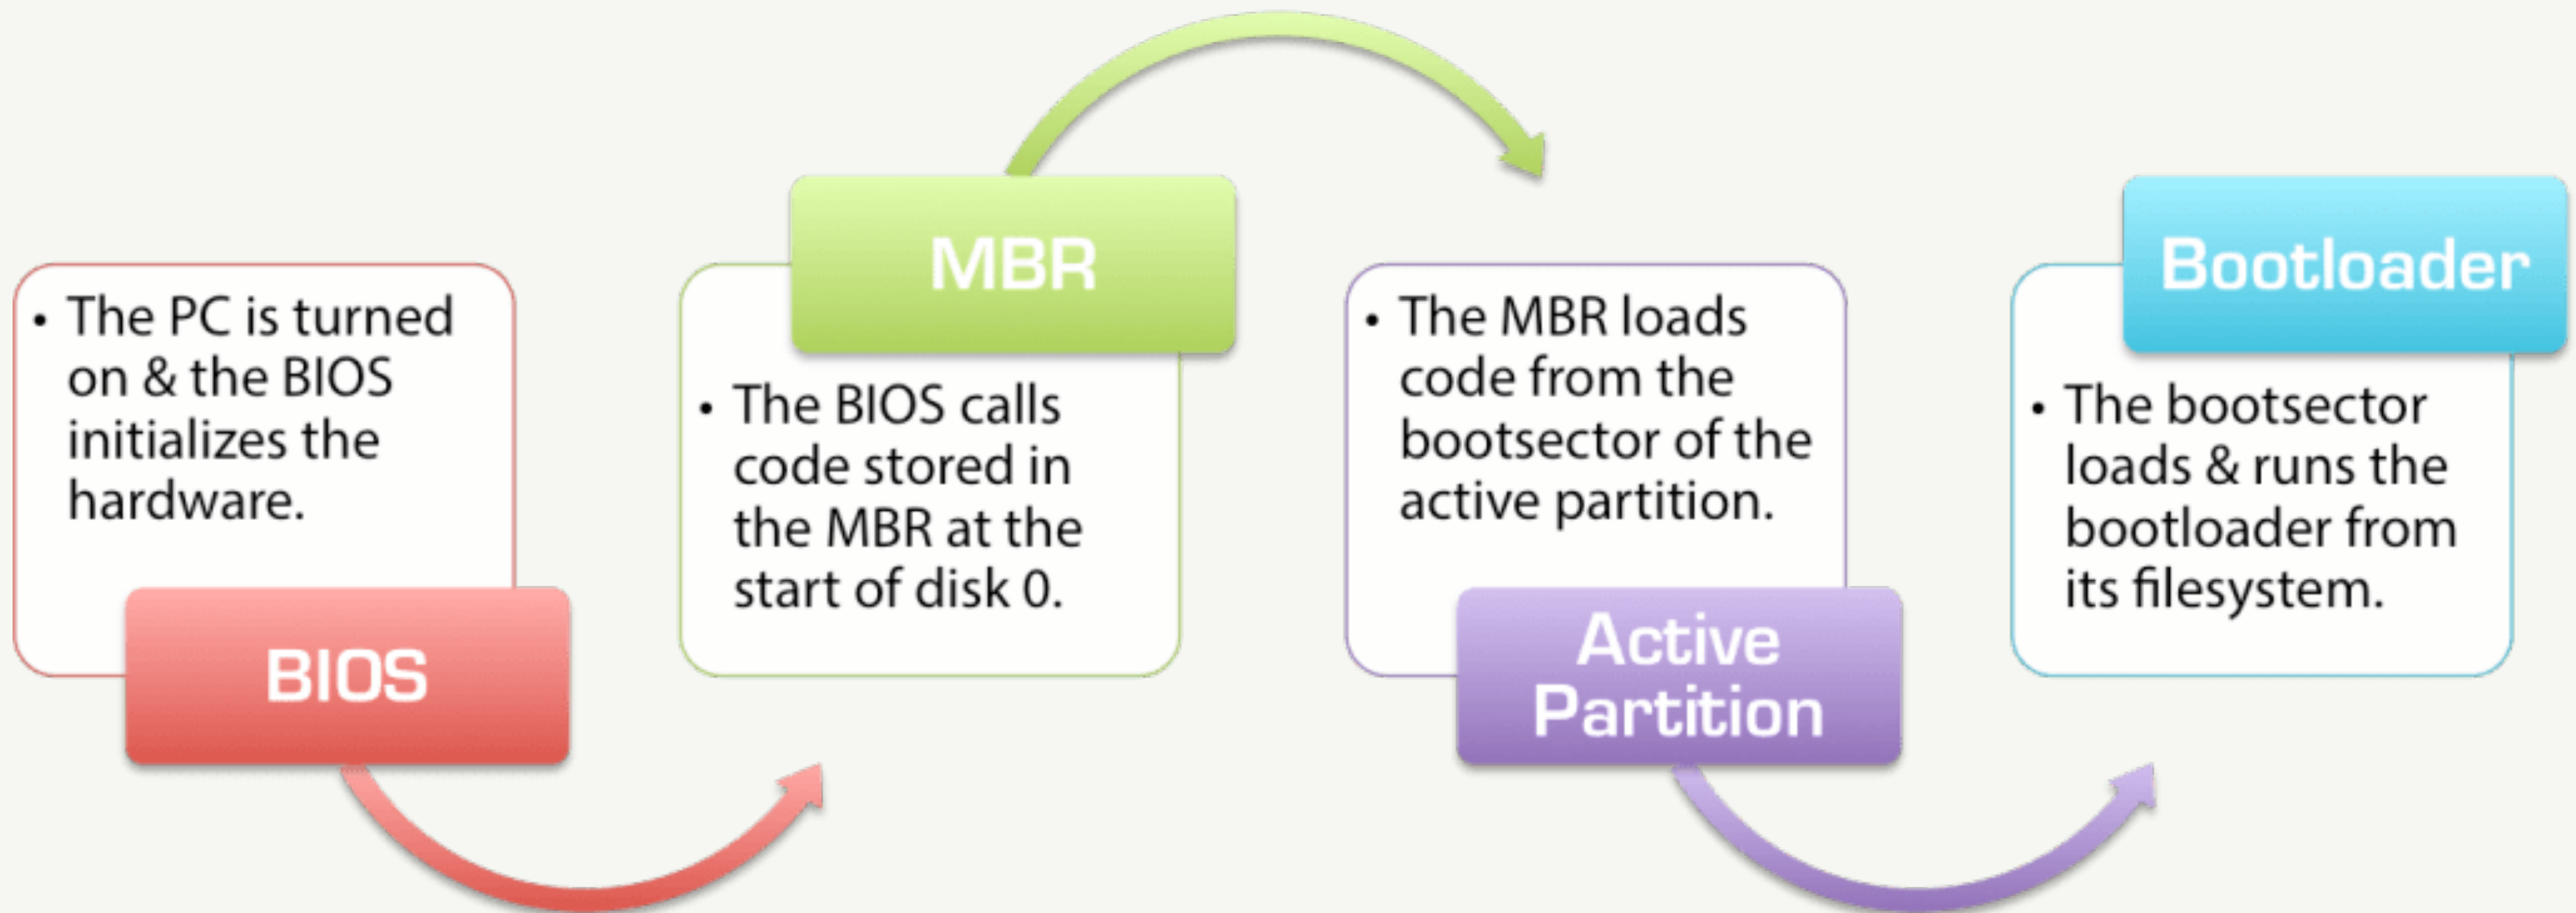 • The PC is turned
on & the BIOS
initializes the
hardware.
BIOS
MBR
• The BIOS calls
code stored in
the MBR at the
start of disk 0.
• The MBR loads
code from the
bootsector of the
active partition.
Active
Partition
Bootloader
• The bootsector
loads & runs the
bootloader from
its filesystem.